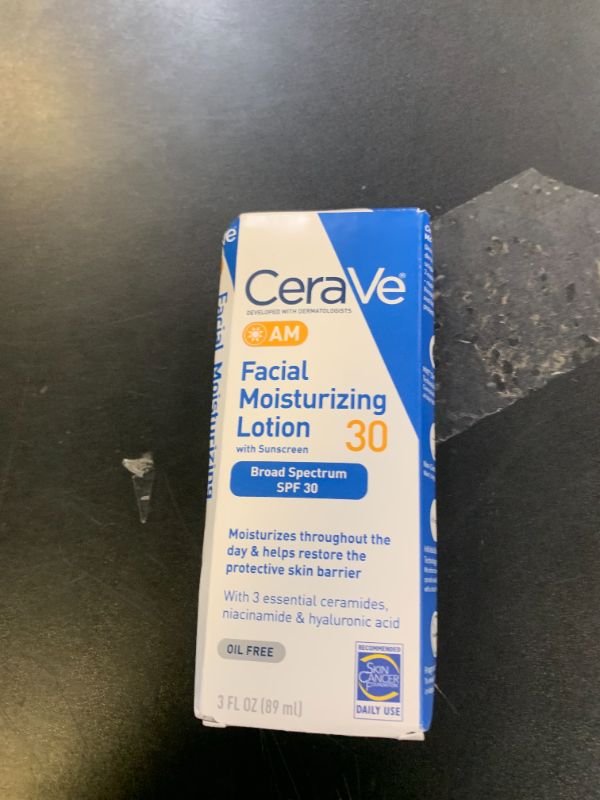 CeraVe®
DEVELOPED WITH DERMATOLOGISTS
AM
Facial
Moisturizing
Lotion
30
with Sunscreen
Broad Spectrum
SPF 30
Moisturizes throughout the
day & helps restore the
protective skin barrier
With 3 essential ceramides,
niacinamide & hyaluronic acid
OIL FREE
3 FL OZ (89 ml)
RECOMMENDED
SKIN
CANCER
FOUNDATION
DAILY USE
Facial Moisturizing